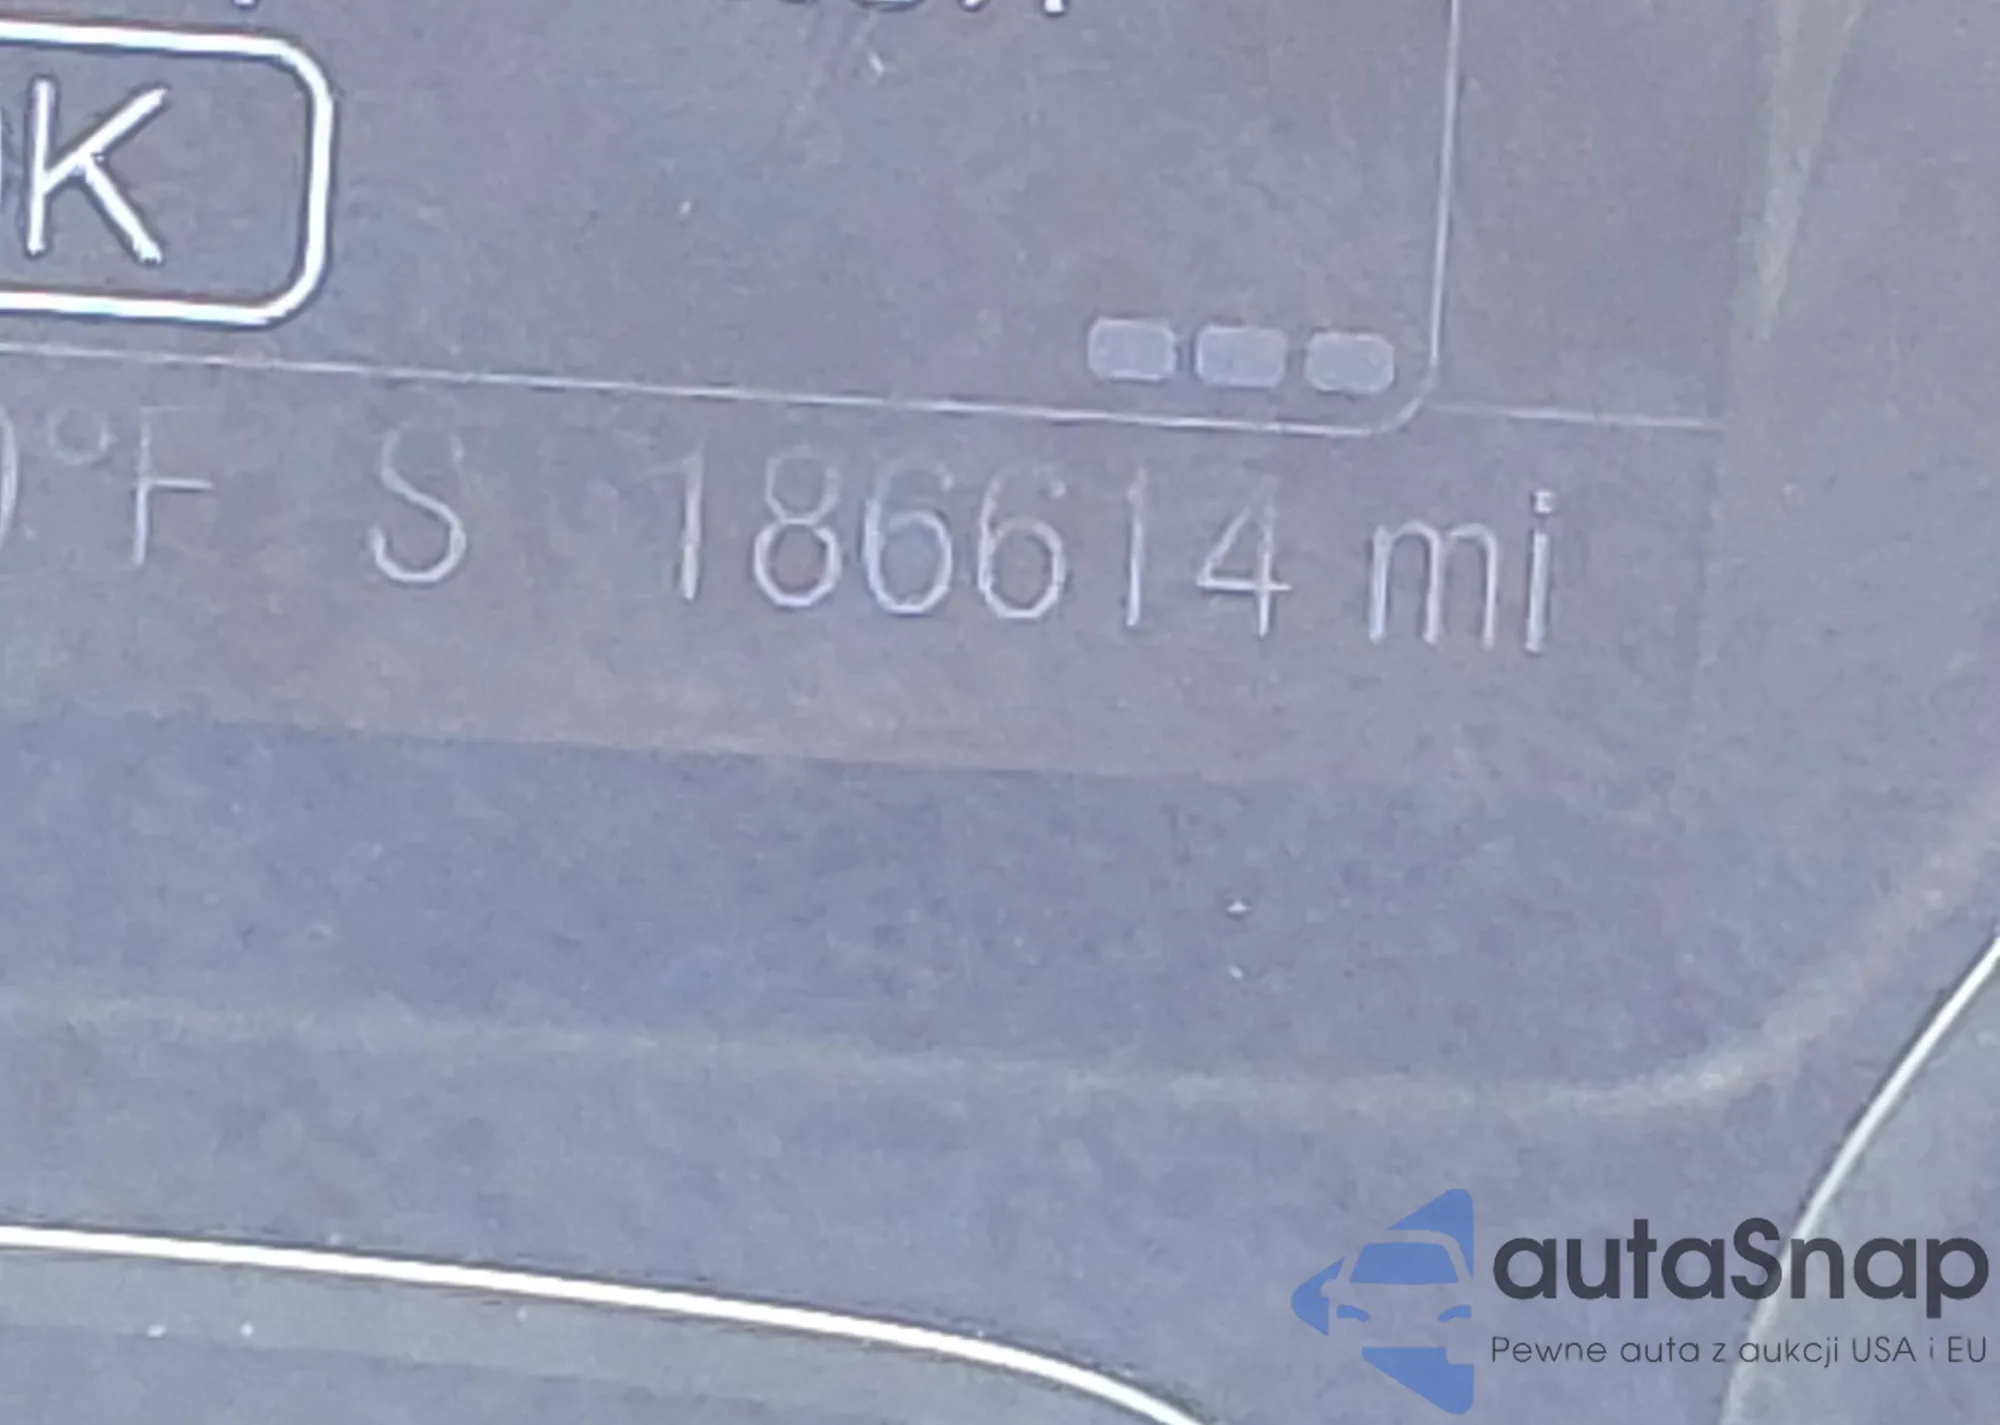 K
°F S 186614 mi
autaSnap
Pewne auta z aukcji USA i EU